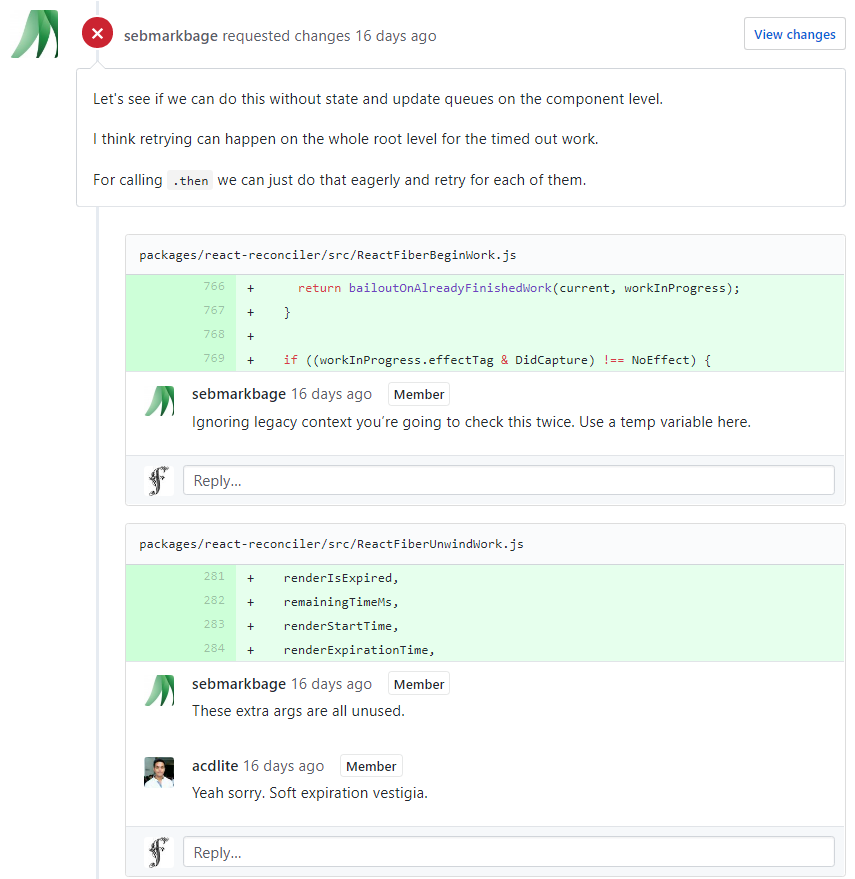 sebmarkbage requested changes 16 days ago
View changes
Let's see if we can do this without state and update queues on the component level.
I think retrying can happen on the whole root level for the timed out work.
For calling .then we can just do that eagerly and retry for each of them.
packages/react-reconciler/src/ReactFiberBeginWork.js
766 + return bailoutOnAlreadyFinishedWork(current, workInProgress);
767 + }
768 +
769 + if ((workInProgress.effectTag & DidCapture) !== NoEffect) {
sebmarkbage 16 days ago Member
Ignoring legacy context you’re going to check this twice. Use a temp variable here.
Reply...
packages/react-reconciler/src/ReactFiberUnwindWork.js
281 + renderIsExpired,
282 + remainingTimeMs,
283 + renderStartTime,
284 + renderExpirationTime,
sebmarkbage 16 days ago Member
These extra args are all unused.
acdlite 16 days ago Member
Yeah sorry. Soft expiration vestigia.
Reply...